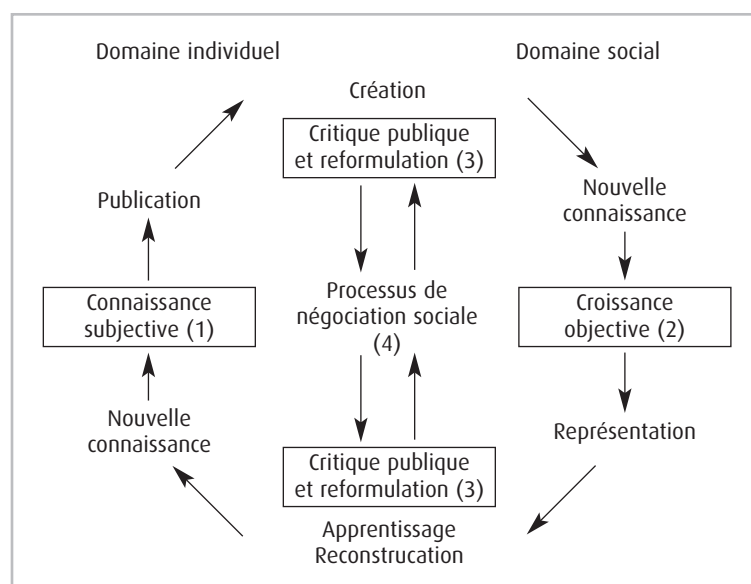 Domaine individuel
Domaine social
Création
Critique publique
et reformulation (3)
Publication
Nouvelle
connaissance
Connaissance
subjective (1)
Processus de
négociation sociale
(4)
Croissance
objective (2)
Nouvelle
connaissance
Représentation
Critique publique
et reformulation (3)
Apprentissage
Reconstrucation